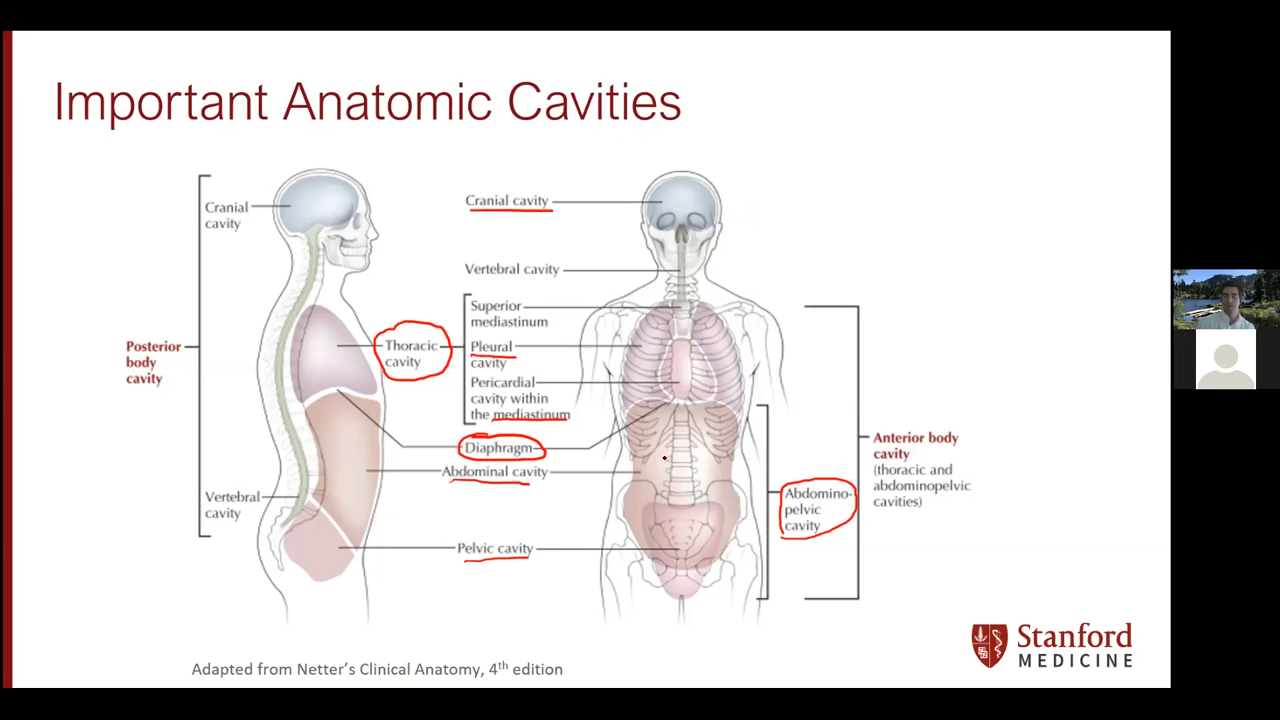 Important Anatomic Cavities
Cranial
cavity
Posterior
body
cavity
Vertebral
cavity
Thoracic
cavity
Cranial cavity
Vertebral cavity
Superior
mediastinum
Pleural
cavity
Pericardial
cavity within
the mediastinum
Diaphragm
Abdominal cavity
Pelvic cavity
Abdomino-
pelvic
cavity
Anterior body
cavity
(thoracic and
abdominopelvic
cavities)
Adapted from Netter's Clinical Anatomy, 4th edition
Stanford
MEDICINE